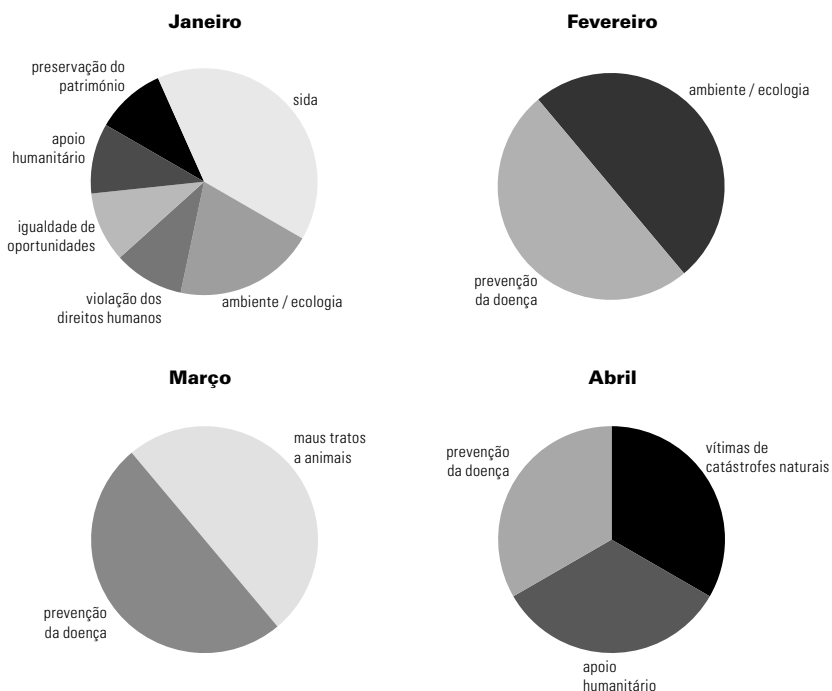 Janeiro
preservação do
património
sida
apoio
humanitário
igualdade de
oportunidades
violação dos
direitos humanos
ambiente / ecologia
Fevereiro
ambiente / ecologia
prevenção
da doença
Março
maus tratos
a animais
prevenção
da doença
Abril
prevenção
da doença
vítimas de
catástrofes naturais
apoio
humanitário